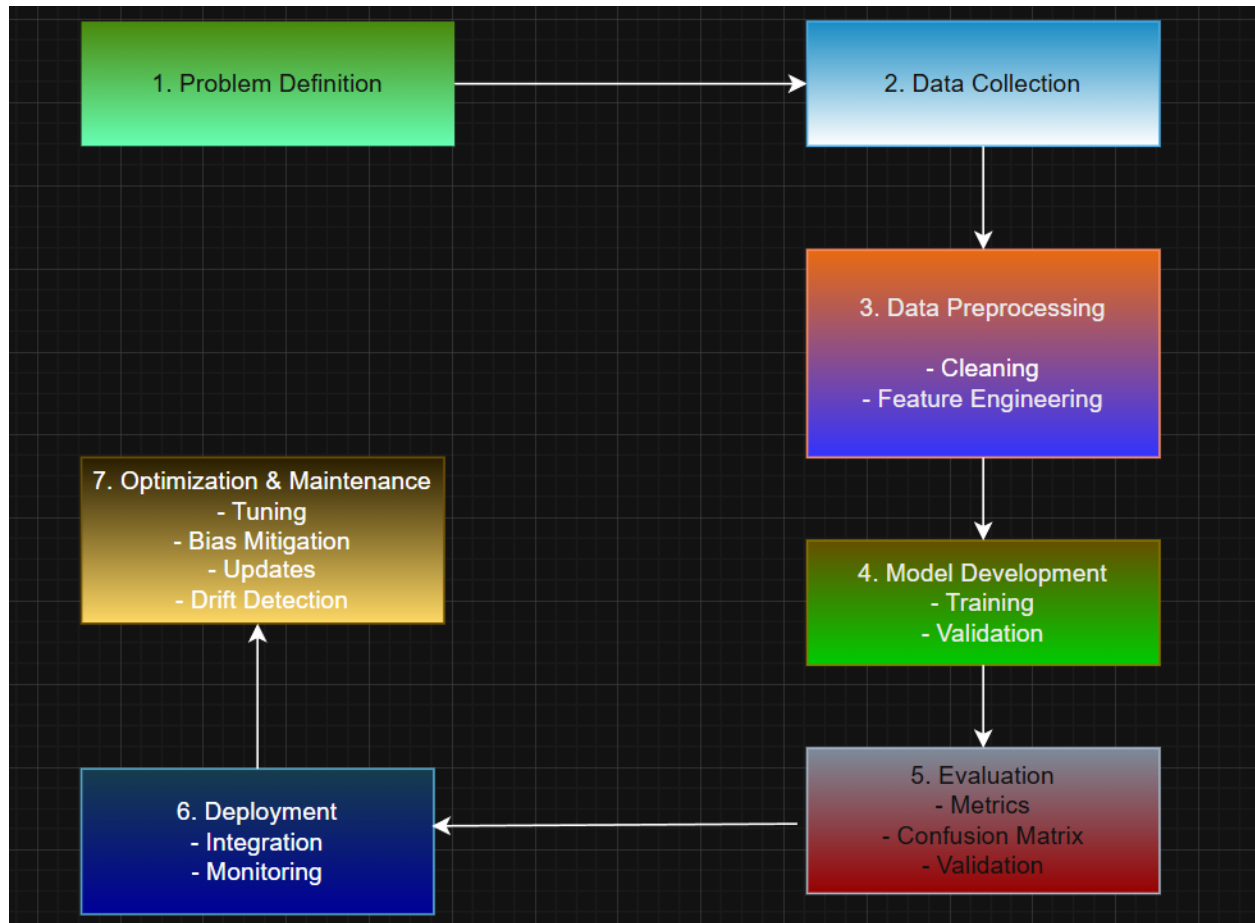 1. Problem Definition
2. Data Collection
3. Data Preprocessing
- Cleaning
- Feature Engineering
4. Model Development
- Training
- Validation
5. Evaluation
- Metrics
- Confusion Matrix
- Validation
6. Deployment
- Integration
- Monitoring
7. Optimization & Maintenance
- Tuning
- Bias Mitigation
- Updates
- Drift Detection